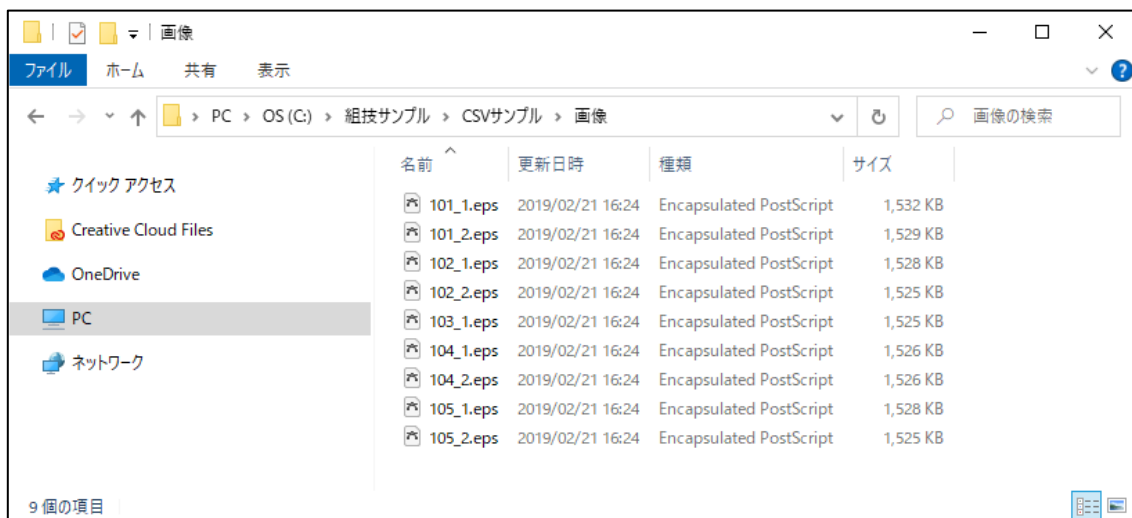 画像
ファイル ホーム 共有 表示
PC › OS (C:) › 組技サンプル › CSVサンプル › 画像 画像の検索
名前 更新日時 種類 サイズ
クイック アクセス
Creative Cloud Files
OneDrive
PC
ネットワーク
101_1.eps 2019/02/21 16:24 Encapsulated PostScript 1,532 KB
101_2.eps 2019/02/21 16:24 Encapsulated PostScript 1,529 KB
102_1.eps 2019/02/21 16:24 Encapsulated PostScript 1,528 KB
102_2.eps 2019/02/21 16:24 Encapsulated PostScript 1,525 KB
103_1.eps 2019/02/21 16:24 Encapsulated PostScript 1,525 KB
104_1.eps 2019/02/21 16:24 Encapsulated PostScript 1,526 KB
104_2.eps 2019/02/21 16:24 Encapsulated PostScript 1,526 KB
105_1.eps 2019/02/21 16:24 Encapsulated PostScript 1,528 KB
105_2.eps 2019/02/21 16:24 Encapsulated PostScript 1,525 KB
9 個の項目